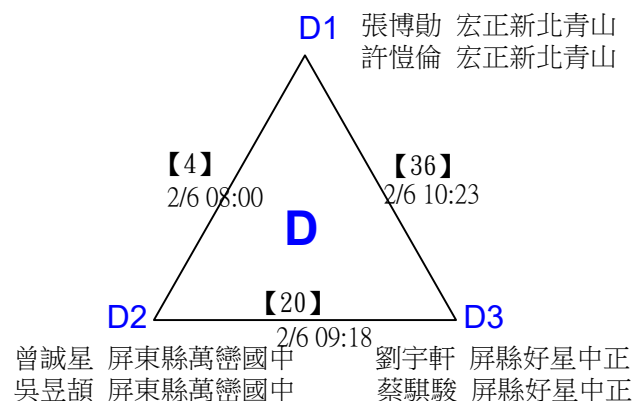 D1 張博勛 宏正新北青山
許愷倫 宏正新北青山
【4】 【36】
2/6 08:00 2/6 10:23
D
【20】
D2 D3
2/6 09:18
曾誠星 屏東縣萬巒國中 劉宇軒 屏縣好星中正
吳昱頡 屏東縣萬巒國中 蔡騏駿 屏縣好星中正